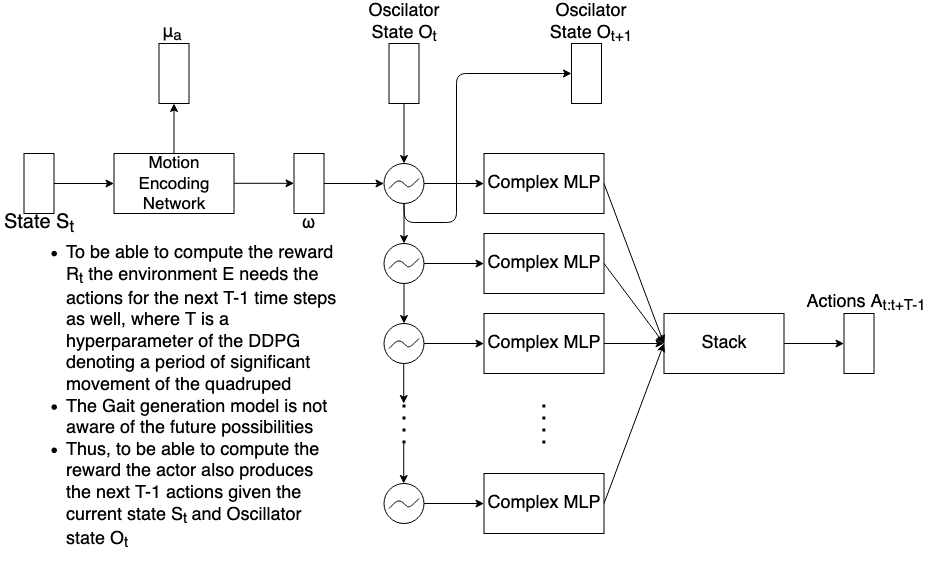 Oscilator
State Ot
Oscilator
State Ot+1
μa
Motion
Encoding
Network
State St
ω
Complex MLP
Complex MLP
Complex MLP
Complex MLP
Stack
Actions At:t+T-1
• To be able to compute the reward
Rt the environment E needs the
actions for the next T-1 time steps
as well, where T is a
hyperparameter of the DDPG
denoting a period of significant
movement of the quadruped
• The Gait generation model is not
aware of the future possibilities
• Thus, to be able to compute the
reward the actor also produces
the next T-1 actions given the
current state St and Oscillator
state Ot